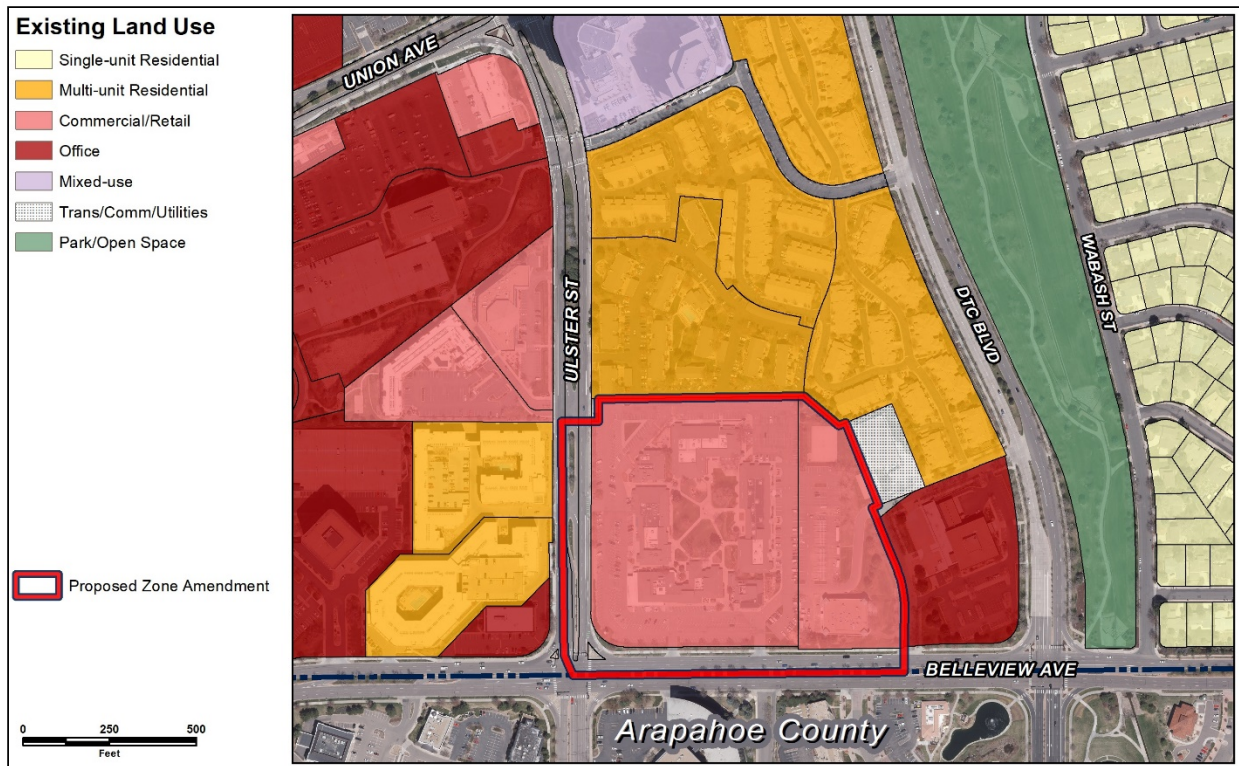 Existing Land Use
Single-unit Residential
Multi-unit Residential
Commercial/Retail
Office
Mixed-use
Trans/Comm/Utilities
Park/Open Space
Proposed Zone Amendment
0 250 500
Feet
UNION AVE
ULSTER ST
DTC BLVD
WABASH ST
BELLEVIEW AVE
Arapahoe County